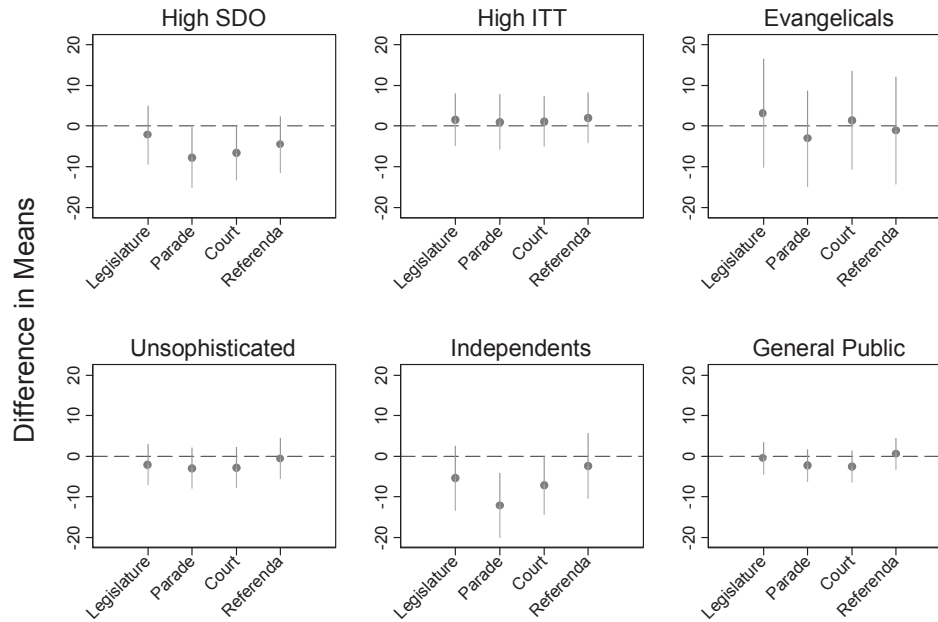 High SDO
High ITT
Evangelicals
Difference in Means
20
10
0
-10
-20
Legislature
Parade
Court
Referenda
20
10
0
-10
-20
Legislature
Parade
Court
Referenda
20
10
0
-10
-20
Legislature
Parade
Court
Referenda
Unsophisticated
Independents
General Public
20
10
0
-10
-20
Legislature
Parade
Court
Referenda
20
10
0
-10
-20
Legislature
Parade
Court
Referenda
20
10
0
-10
-20
Legislature
Parade
Court
Referenda